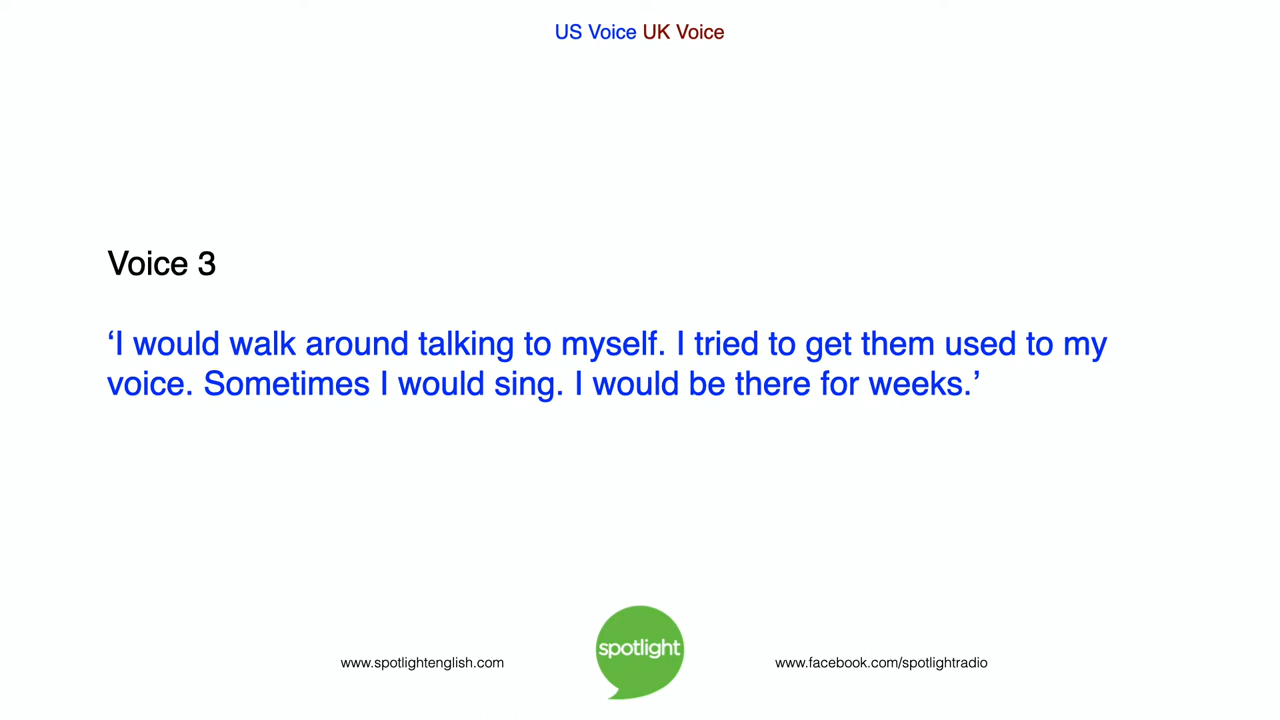 US Voice UK Voice
Voice 3
‘I would walk around talking to myself. I tried to get them used to my
voice. Sometimes I would sing. I would be there for weeks.’
spotlight
www.spotlightenglish.com
www.facebook.com/spotlightradio